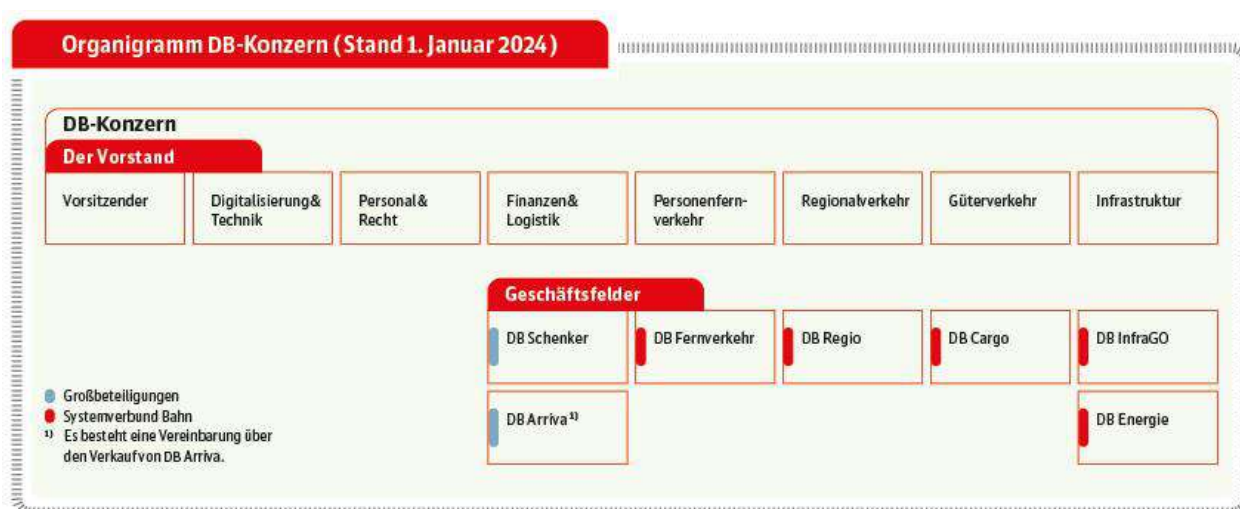 Organigramm DB-Konzern (Stand 1. Januar 2024)
DB-Konzern
Der Vorstand
Vorsitzender
Digitalisierung &
Technik
Personal &
Recht
Finanzen &
Logistik
Personenfern-
verkehr
Regionalverkehr
Güterverkehr
Infrastruktur
Geschäftsfelder
DB Schenker
DB Fernverkehr
DB Regio
DB Cargo
DB InfraGO
DB Arriva ¹⁾
DB Energie
Großbeteiligungen
Systemverbund Bahn
¹⁾ Es besteht eine Vereinbarung über
den Verkauf von DB Arriva.